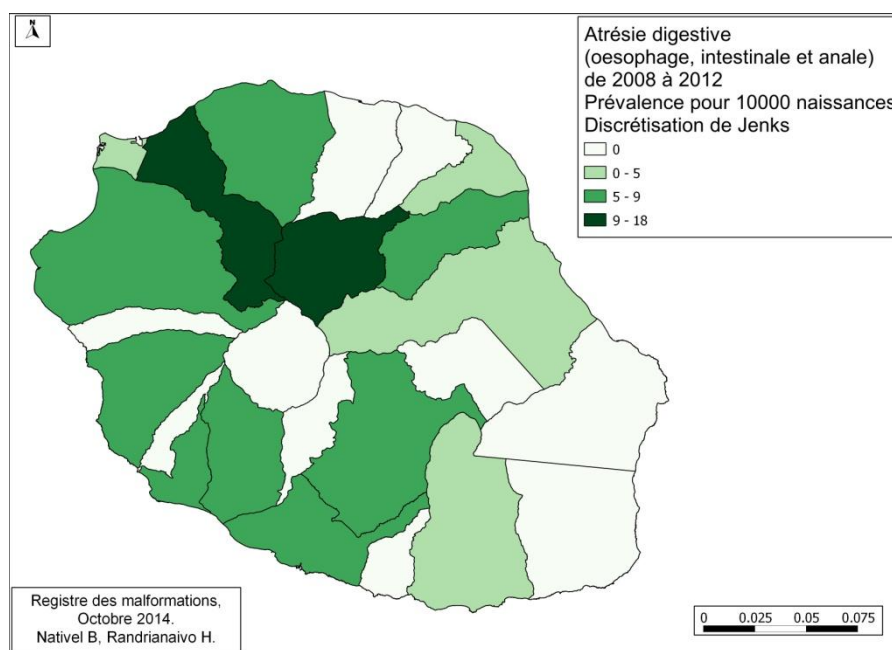 N
Atrésie digestive
(oesophage, intestinale et anale)
de 2008 à 2012
Prévalence pour 10000 naissances
Discrétisation de Jenks
0
0 - 5
5 - 9
9 - 18
Registre des malformations,
Octobre 2014.
Nativel B, Randrianaivo H.
0 0.025 0.05 0.075